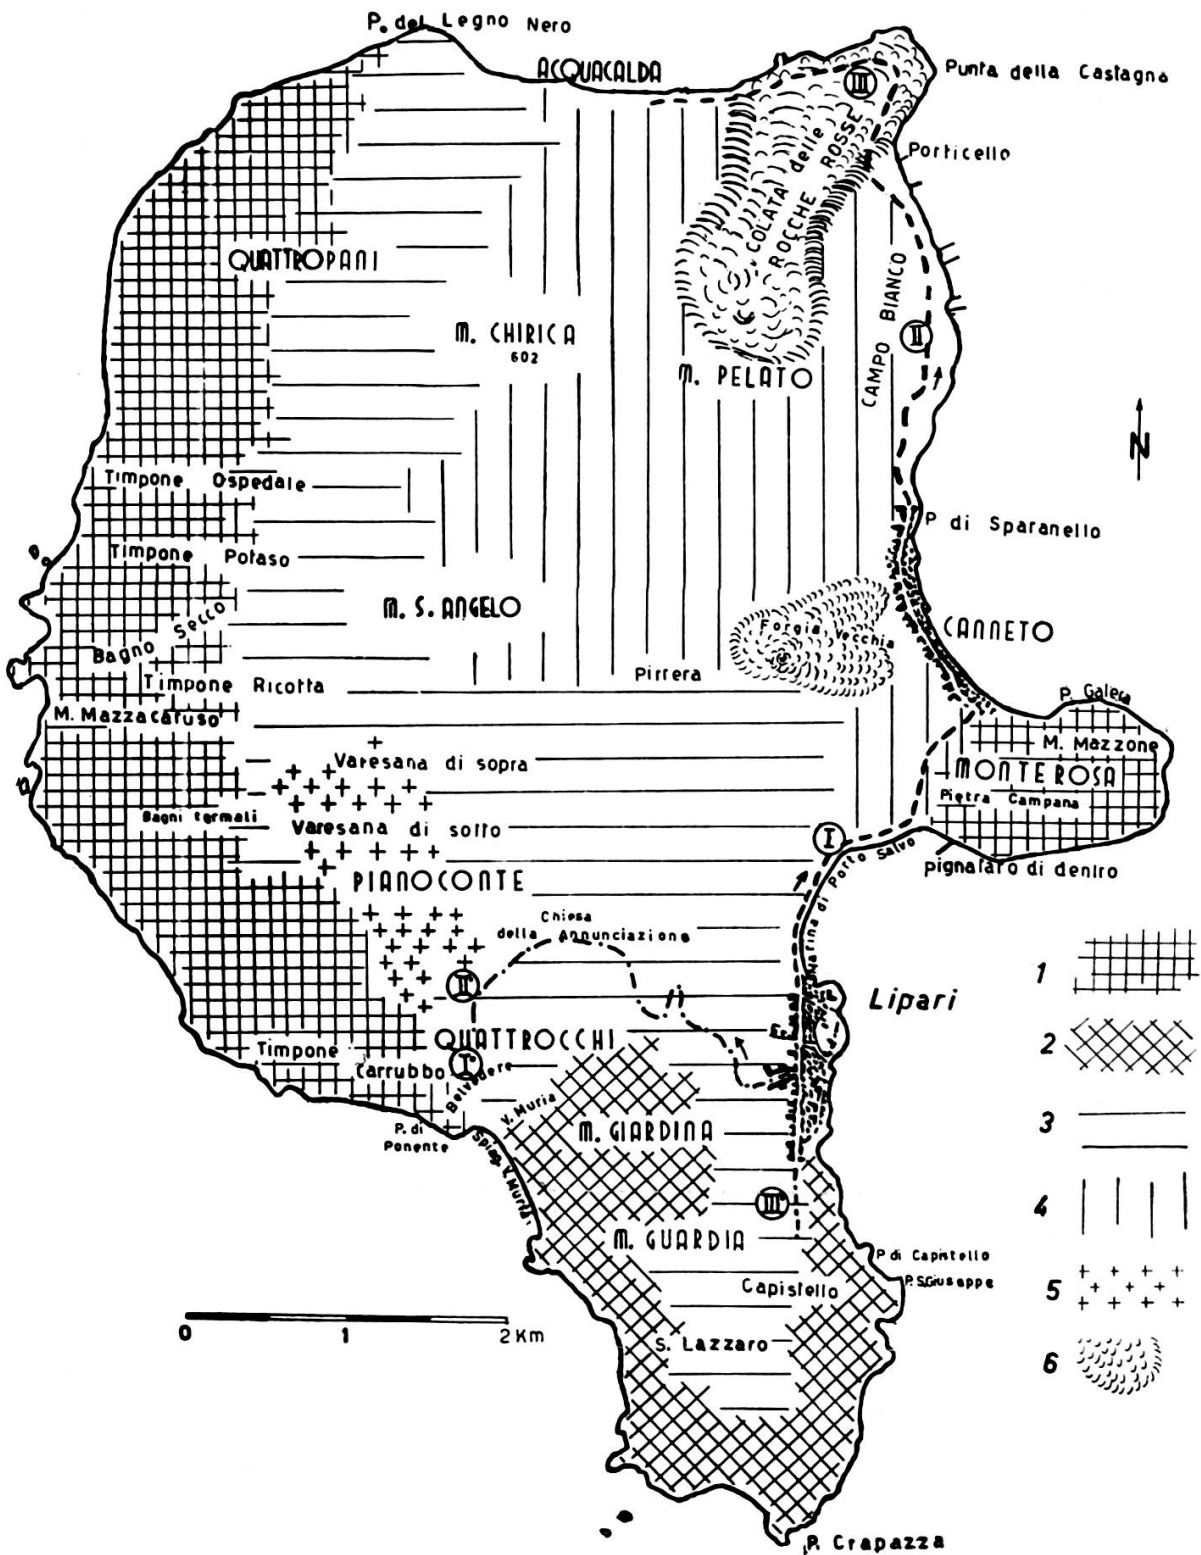 P. del Legno Nero
ACQUACALDA
III
Punta della Castagna
COLATA delle
ROCCHE ROSSE
Porticello
QUATTROPANI
M. CHIRICA
602
CAMPO BIANCO
II
M. PELATO
N
Timpone Ospedale
P. di Sparanello
Timpone Potaso
Bagno Secco
M. S. ANGELO
Forgia Vecchia
CANNETO
Pirrera
Timpone Ricotta
P. Galera
M. Mazzacaruso
M. Mazzone
Varesana di sopra
MONTE ROSA
Pietra Campana
Bagni termali
Varesana di sotto
I
Marina di Porto Salvo
pignataro di dentro
PIANOCONTE
Chiesa
della Annunciazione
1
II
Lipari
QUATTROCCHI
2
Timpone
Carrubbo
I
Belvedere
V. Muria
M. GIARDINA
3
P. di
Ponente
Spiag. V. Muria
III
4
M. GUARDIA
P. di Capistello
Capistello
P. S. Giuseppe
5
0 1 2 Km
S. Lazzaro
6
P. Crapazza